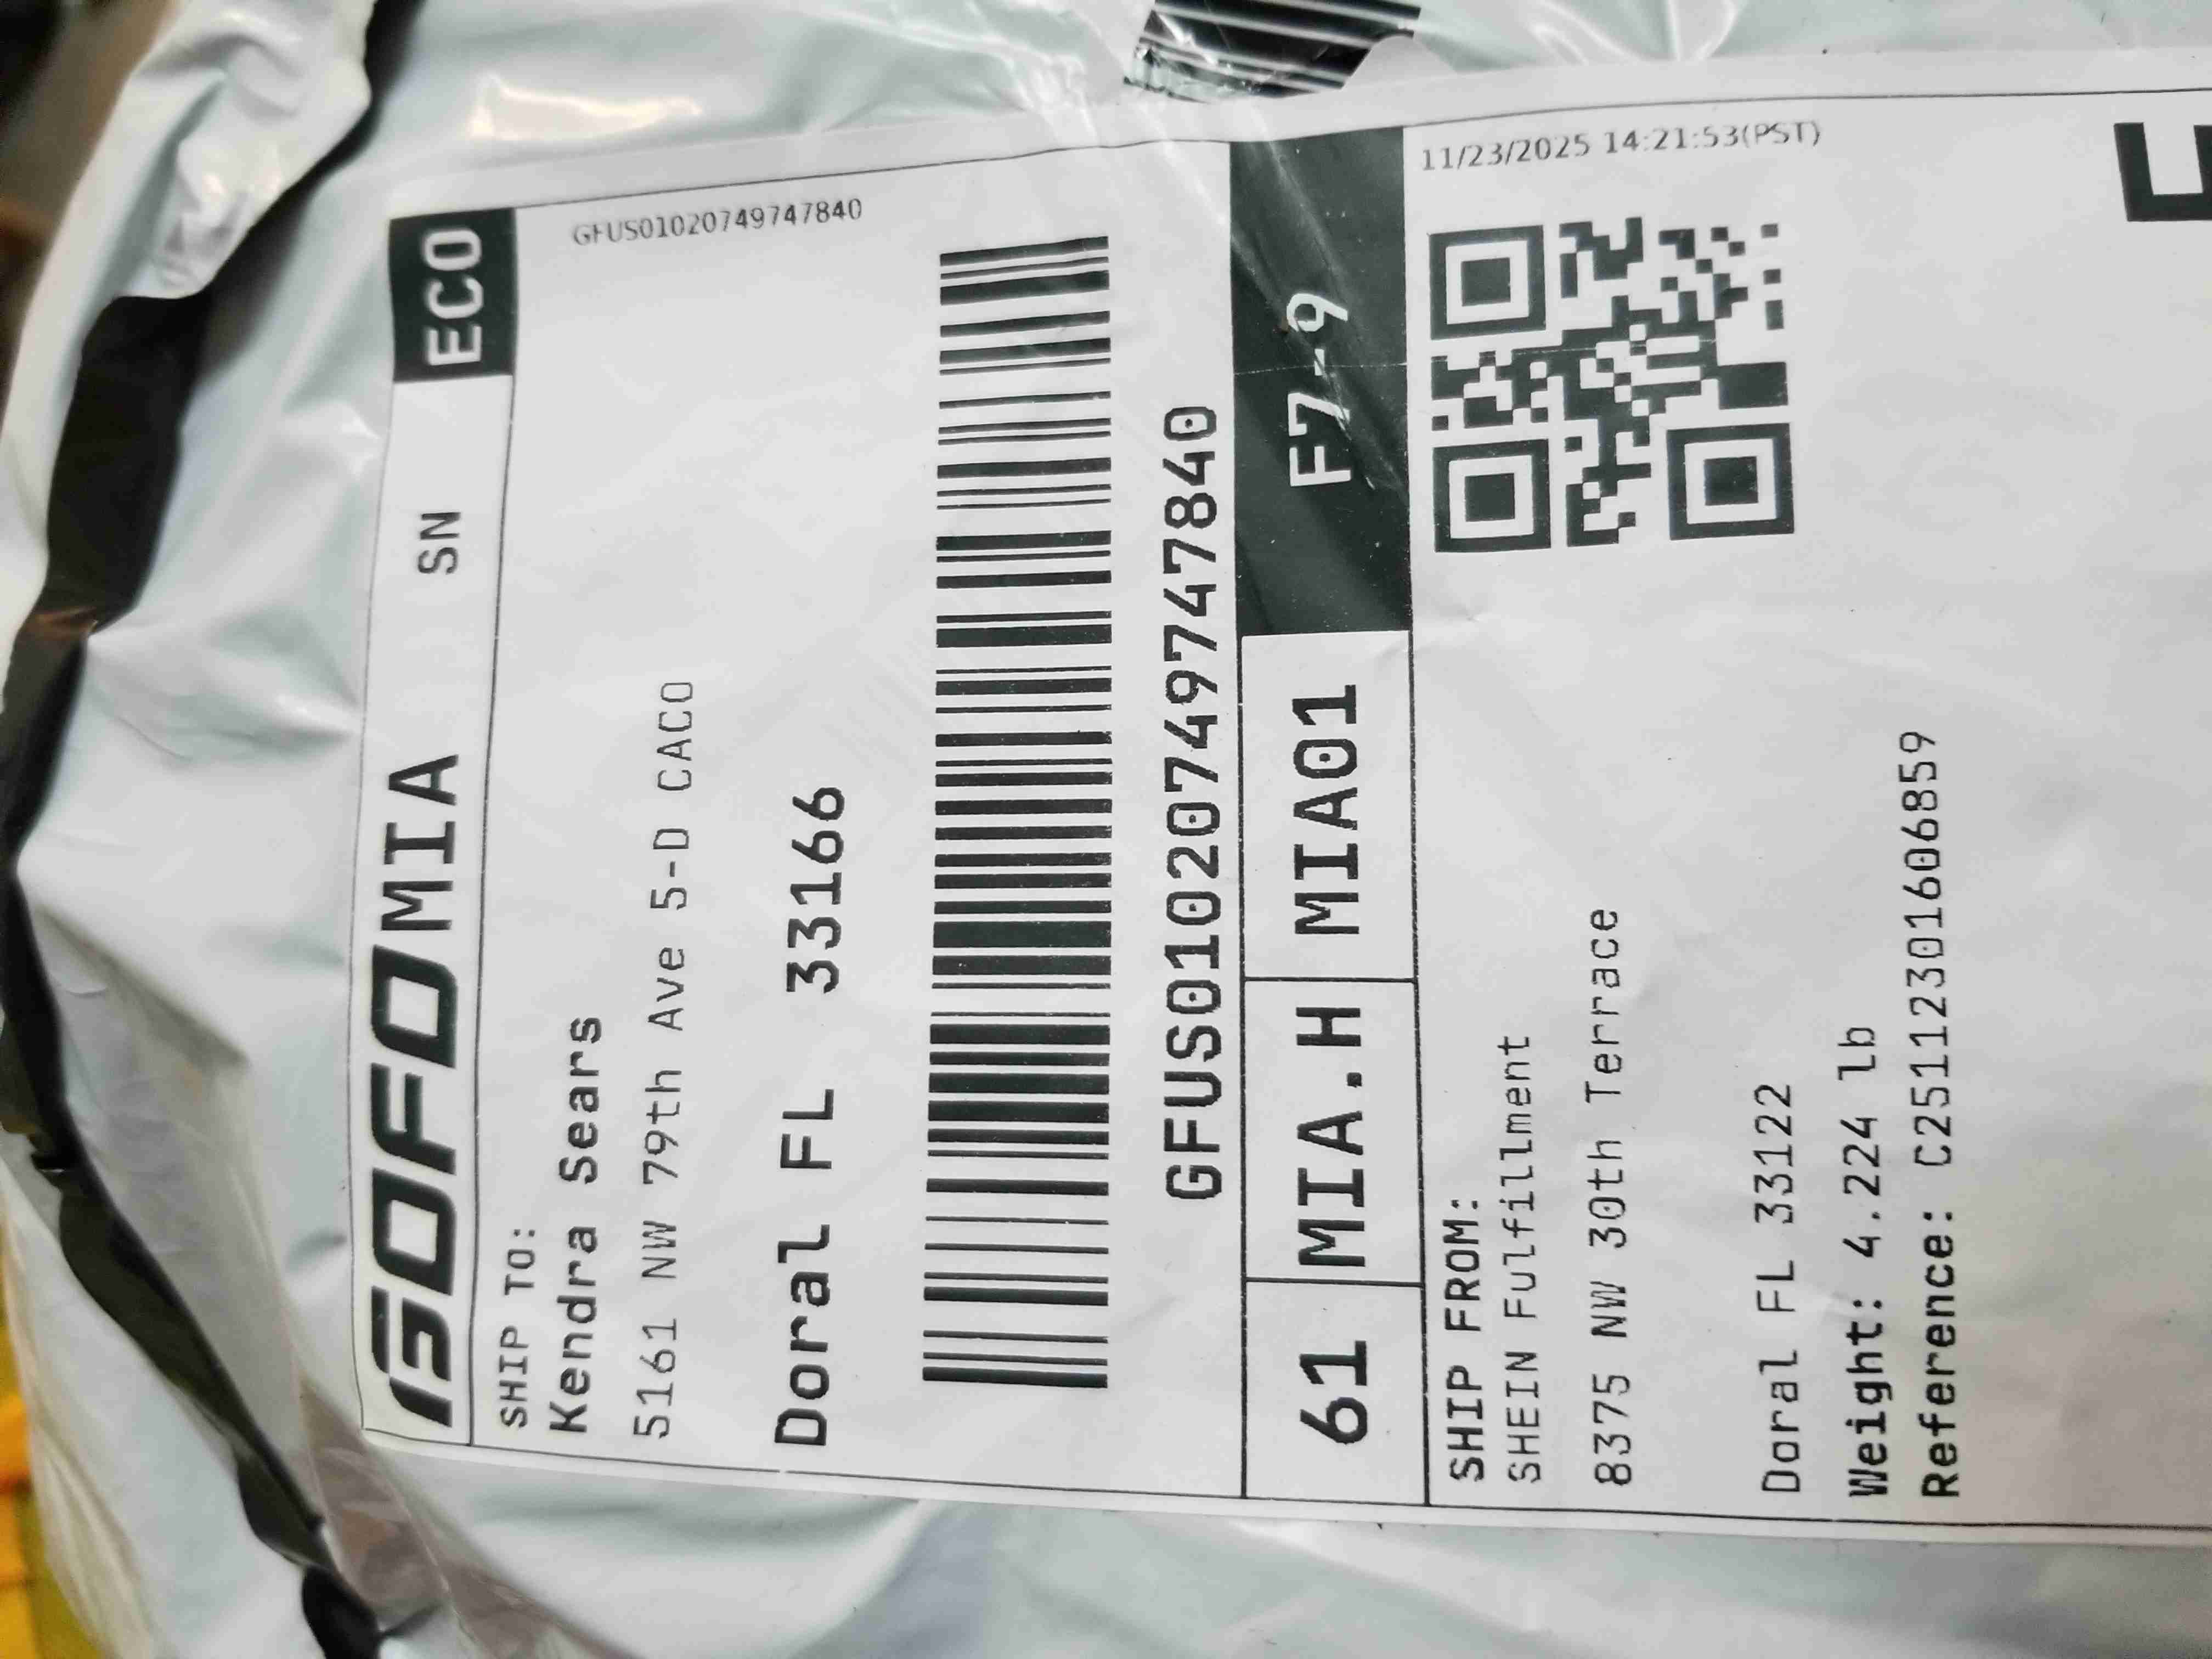 GOFO MIA SN ECO
GFUS01020749747840
SHIP TO:
Kendra Sears
5161 NW 79th Ave 5-D CACO
Doral FL 33166
GFUS01020749747840
61 MIA.H MIA01 F7-9
11/23/2025 14:21:53(PST)
SHIP FROM:
SHEIN Fulfillment
8375 NW 30th Terrace
Doral FL 33122
Weight: 4.224 lb
Reference: C25112301606859